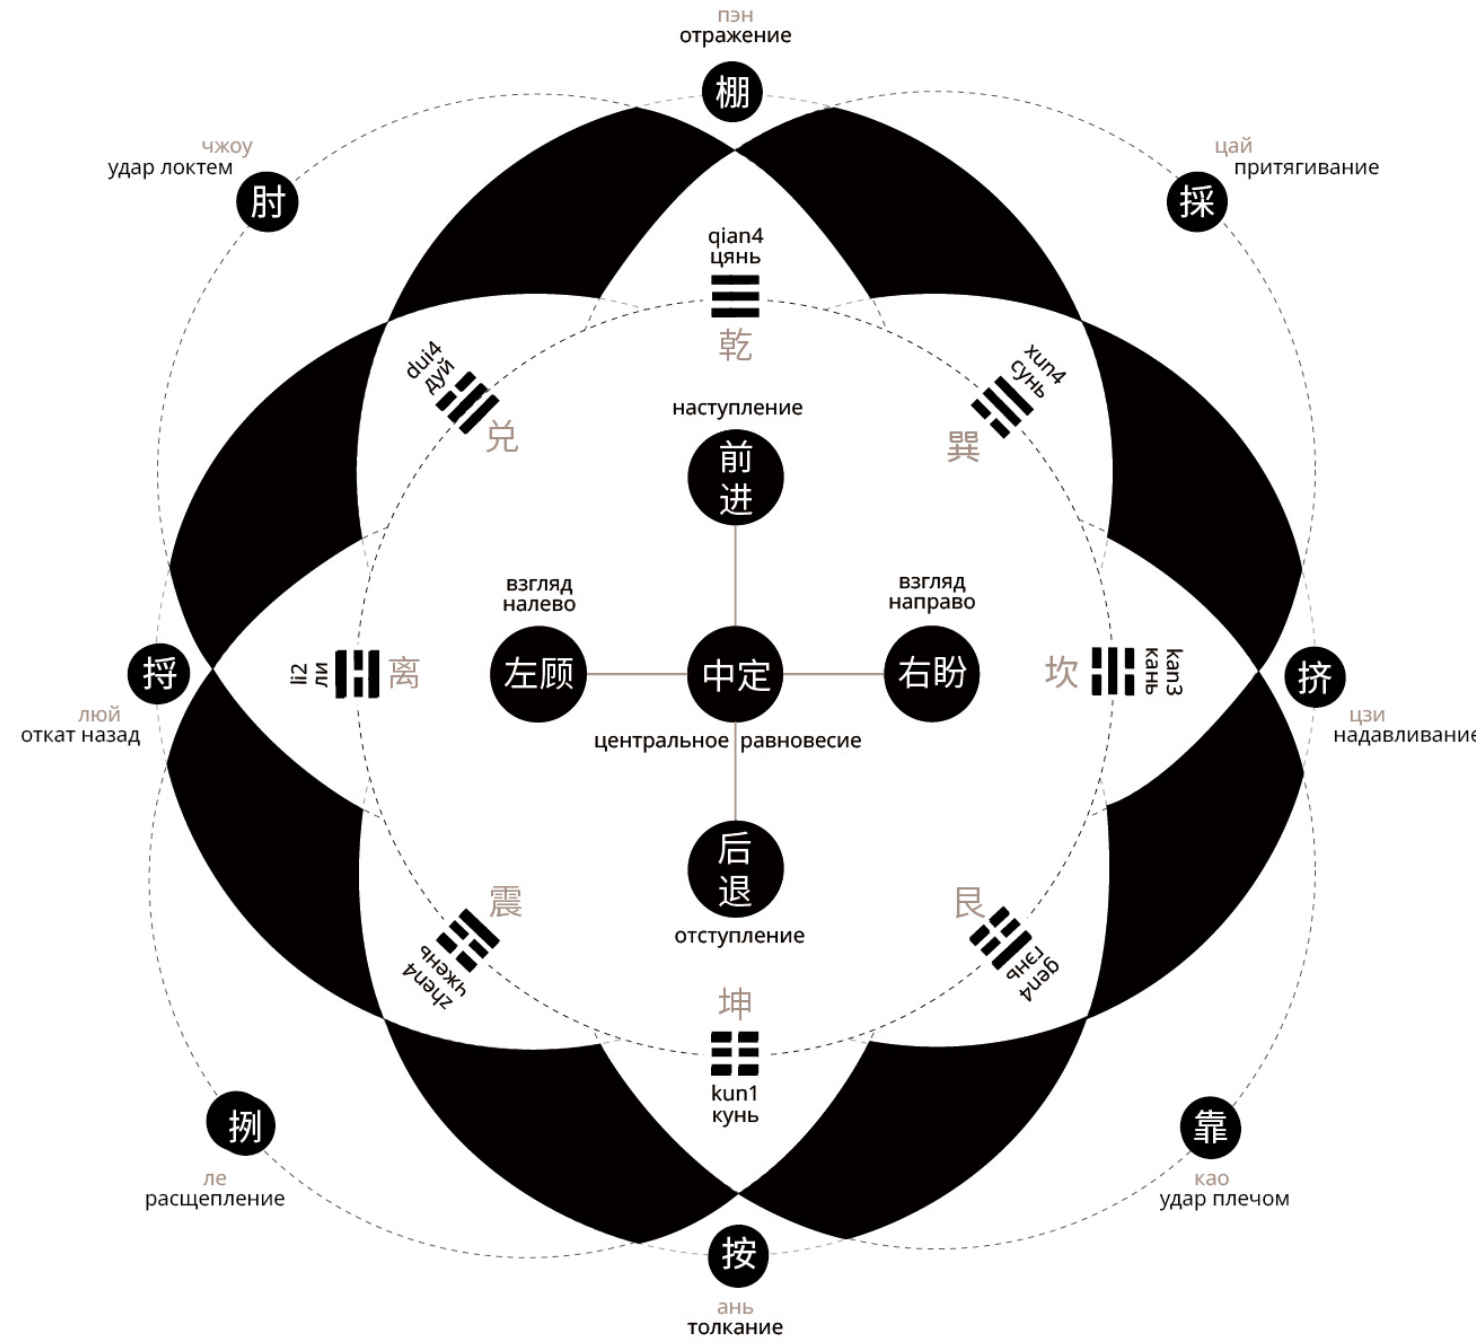 пэн
отражение
棚
чжоу
удар локтем
肘
цай
притягивание
採
qian4
цянь
乾
dui4
дуй
兑
xun4
сунь
巽
наступление
前
进
взгляд
налево
左顾
взгляд
направо
右盼
中定
центральное равновесие
li2
ли
离
坎
kan3
кань
捋
люй
откат назад
挤
цзи
надавливание
后
退
отступление
震
zhen4
чжень
艮
gen4
гэнь
坤
kun1
кунь
挒
ле
расщепление
靠
као
удар плечом
按
ань
толкание